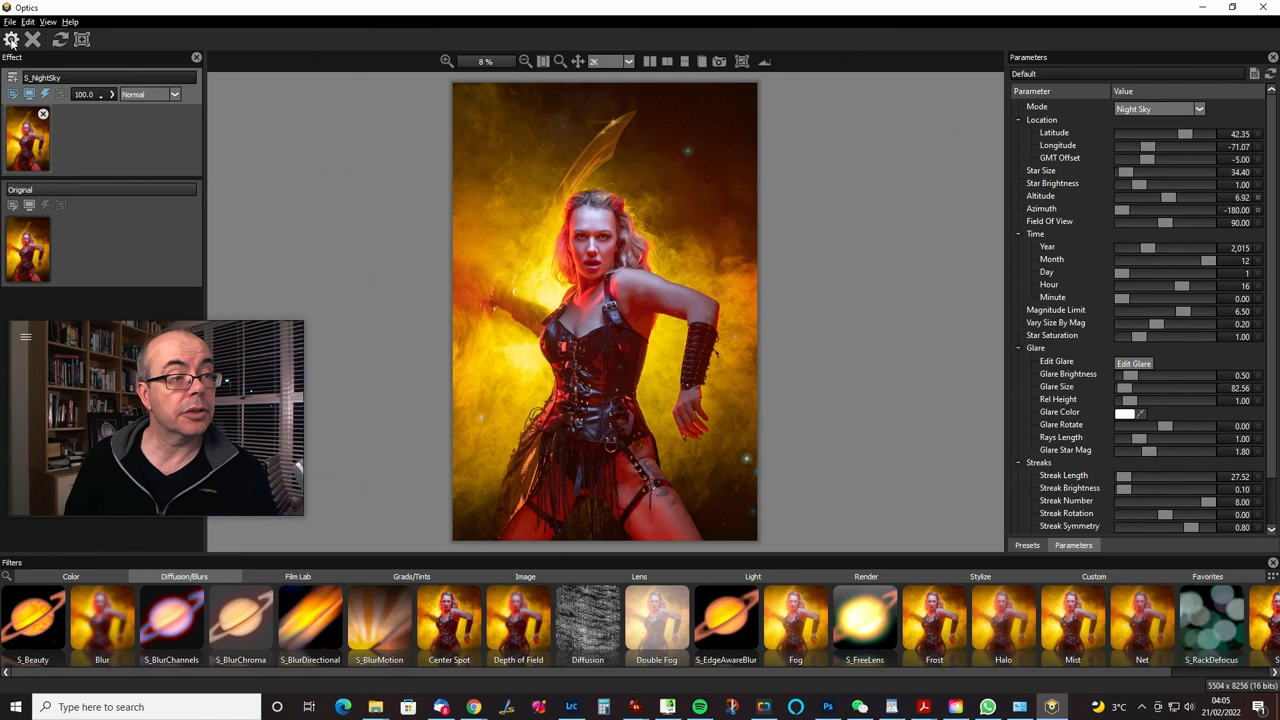 Optics
File Edit View Help
Effect
8 %
2K
Parameters
S_NightSky
Default
100.0 Normal
Parameter Value
Mode Night Sky
Location
Latitude 42.35
Longitude -71.07
GMT Offset -5.00
Star Size 34.40
Star Brightness 1.00
Altitude 6.92
Azimuth -180.00
Field Of View 90.00
Time
Year 2,015
Month 12
Day 1
Hour 16
Minute 0.00
Magnitude Limit 6.50
Vary Size By Mag 0.20
Star Saturation 1.00
Glare
Edit Glare Edit Glare
Glare Brightness 0.50
Glare Size 82.56
Rel Height 1.00
Glare Color
Glare Rotate 0.00
Rays Length 1.00
Glare Star Mag 1.80
Streaks
Streak Length 27.52
Streak Brightness 0.10
Streak Number 8.00
Streak Rotation 0.00
Streak Symmetry 0.80
Original
Presets Parameters
Filters
Color Diffusion/Blurs Film Lab Grads/Tints Image Lens Light Render Stylize Custom Favorites
S_Beauty Blur S_BlurChannels S_BlurChroma S_BlurDirectional S_BlurMotion Center Spot Depth of Field Diffusion Double Fog S_EdgeAwareBlur Fog S_FreeLens Frost Halo Mist Net S_RackDefocus
5504 x 8256 (16 bits)
Type here to search
3°C
04:05
21/02/2022